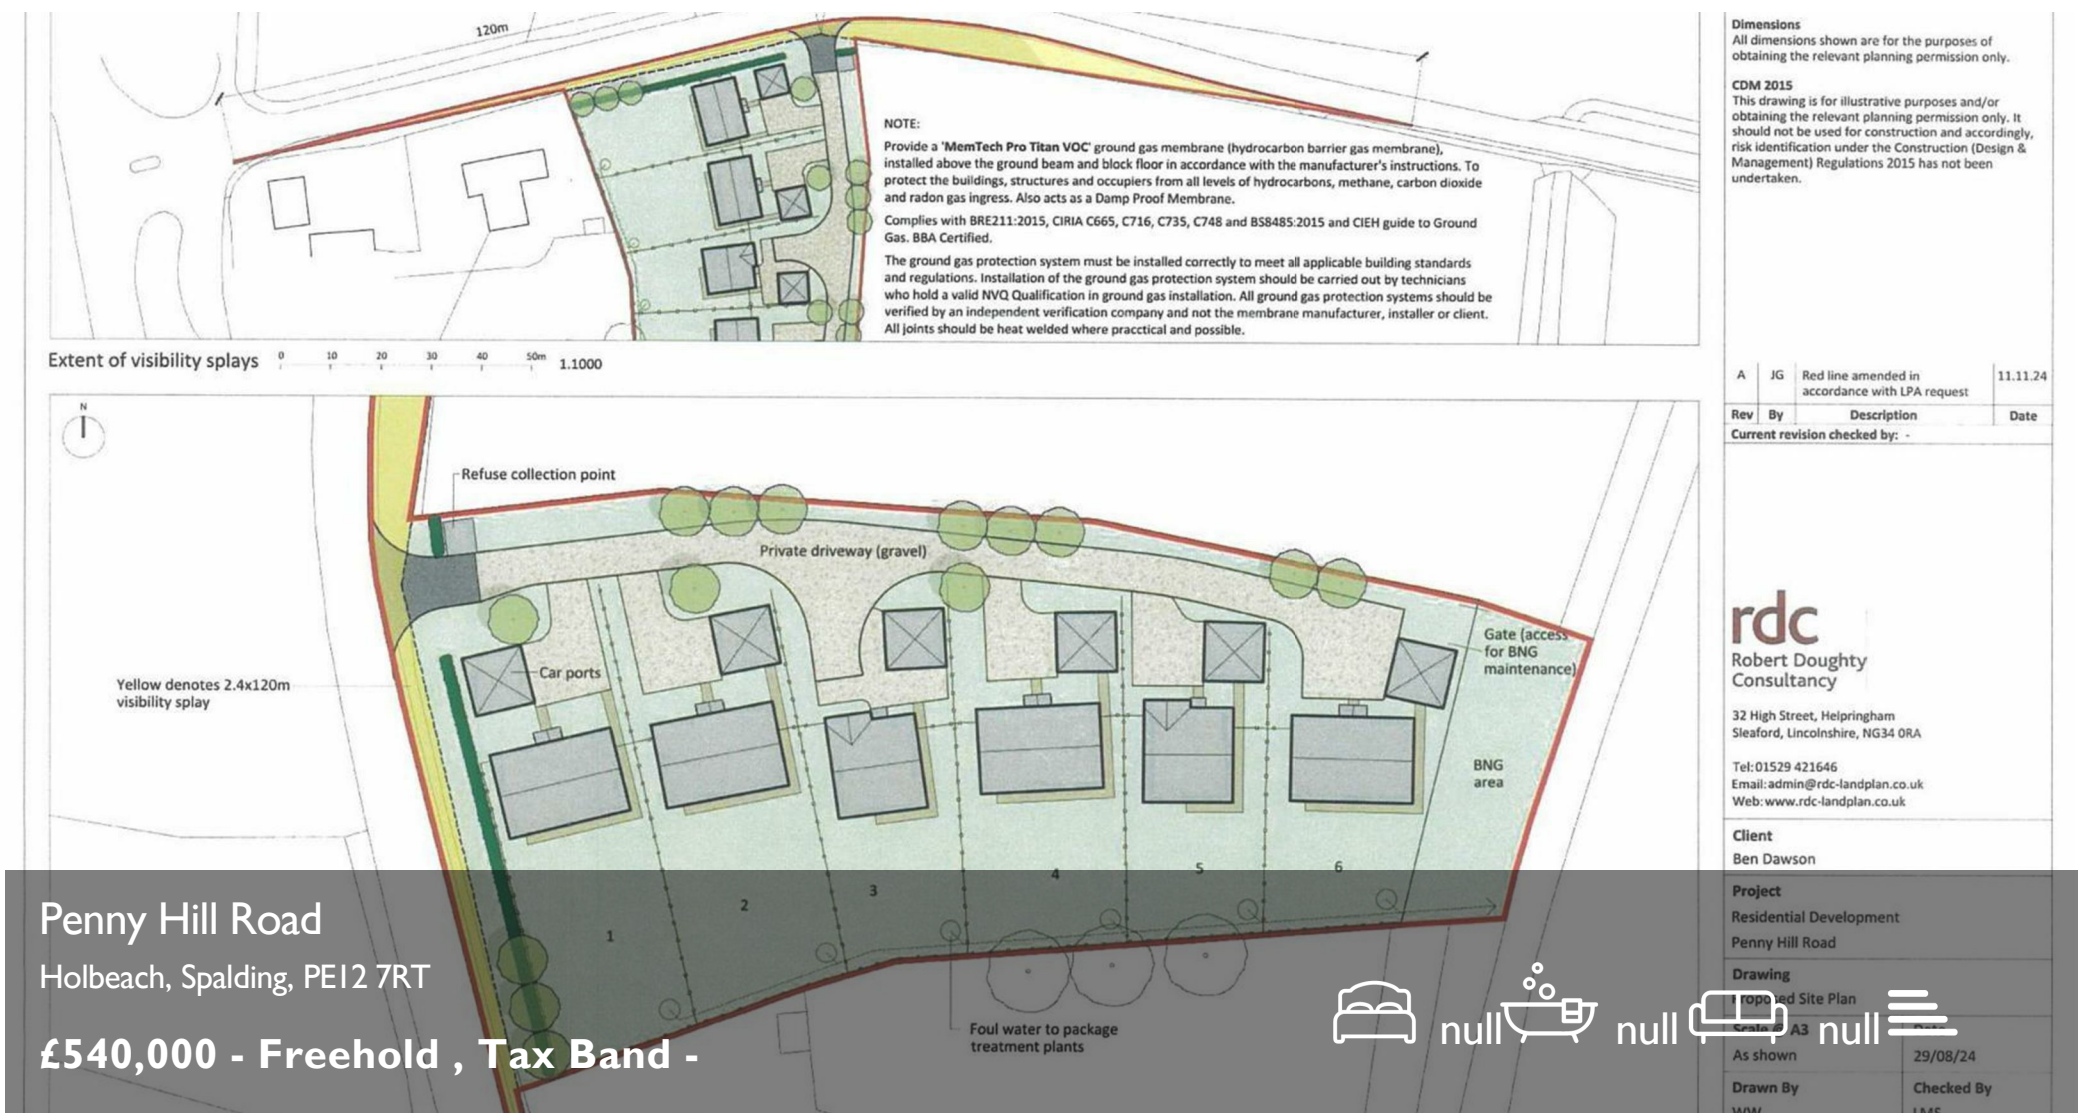 120m
NOTE:
Provide a 'MemTech Pro Titan VOC' ground gas membrane (hydrocarbon barrier gas membrane),
installed above the ground beam and block floor in accordance with the manufacturer's instructions. To
protect the buildings, structures and occupiers from all levels of hydrocarbons, methane, carbon dioxide
and radon gas ingress. Also acts as a Damp Proof Membrane.
Complies with BRE211:2015, CIRIA C665, C716, C735, C748 and BS8485:2015 and CIEH guide to Ground
Gas. BBA Certified.
The ground gas protection system must be installed correctly to meet all applicable building standards
and regulations. Installation of the ground gas protection system should be carried out by technicians
who hold a valid NVQ Qualification in ground gas installation. All ground gas protection systems should be
verified by an independent verification company and not the membrane manufacturer, installer or client.
All joints should be heat welded where pracctical and possible.
Extent of visibility splays
0 10 20 30 40 50m
1.1000
N
Refuse collection point
Private driveway (gravel)
Car ports
Yellow denotes 2.4x120m
visibility splay
Gate (access
for BNG
maintenance)
BNG
area
1
2
3
4
5
6
Foul water to package
treatment plants
Dimensions
All dimensions shown are for the purposes of
obtaining the relevant planning permission only.
CDM 2015
This drawing is for illustrative purposes and/or
obtaining the relevant planning permission only. It
should not be used for construction and accordingly,
risk identification under the Construction (Design &
Management) Regulations 2015 has not been
undertaken.
A JG Red line amended in 11.11.24
accordance with LPA request
Rev By Description Date
Current revision checked by: -
rdc
Robert Doughty
Consultancy
32 High Street, Helpringham
Sleaford, Lincolnshire, NG34 0RA
Tel:01529 421646
Email:admin@rdc-landplan.co.uk
Web:www.rdc-landplan.co.uk
Client
Ben Dawson
Project
Residential Development
Penny Hill Road
Drawing
Proposed Site Plan
Scale @ A3 Date
As shown 29/08/24
Drawn By Checked By
Penny Hill Road
Holbeach, Spalding, PE12 7RT
£540,000 - Freehold , Tax Band -
null null null